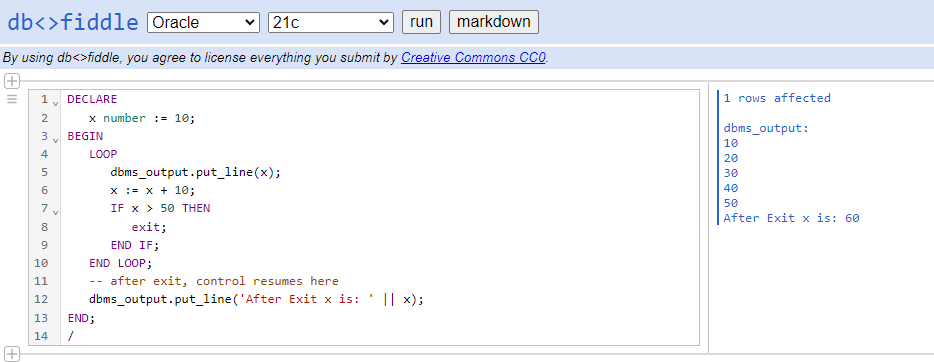 db<>fiddle Oracle 21c run markdown
By using db<>fiddle, you agree to license everything you submit by Creative Commons CC0.
1 DECLARE
2    x number := 10;
3 BEGIN
4    LOOP
5       dbms_output.put_line(x);
6       x := x + 10;
7       IF x > 50 THEN
8          exit;
9       END IF;
10    END LOOP;
11    -- after exit, control resumes here
12    dbms_output.put_line('After Exit x is: ' || x);
13 END;
14 /
1 rows affected
dbms_output:
10
20
30
40
50
After Exit x is: 60